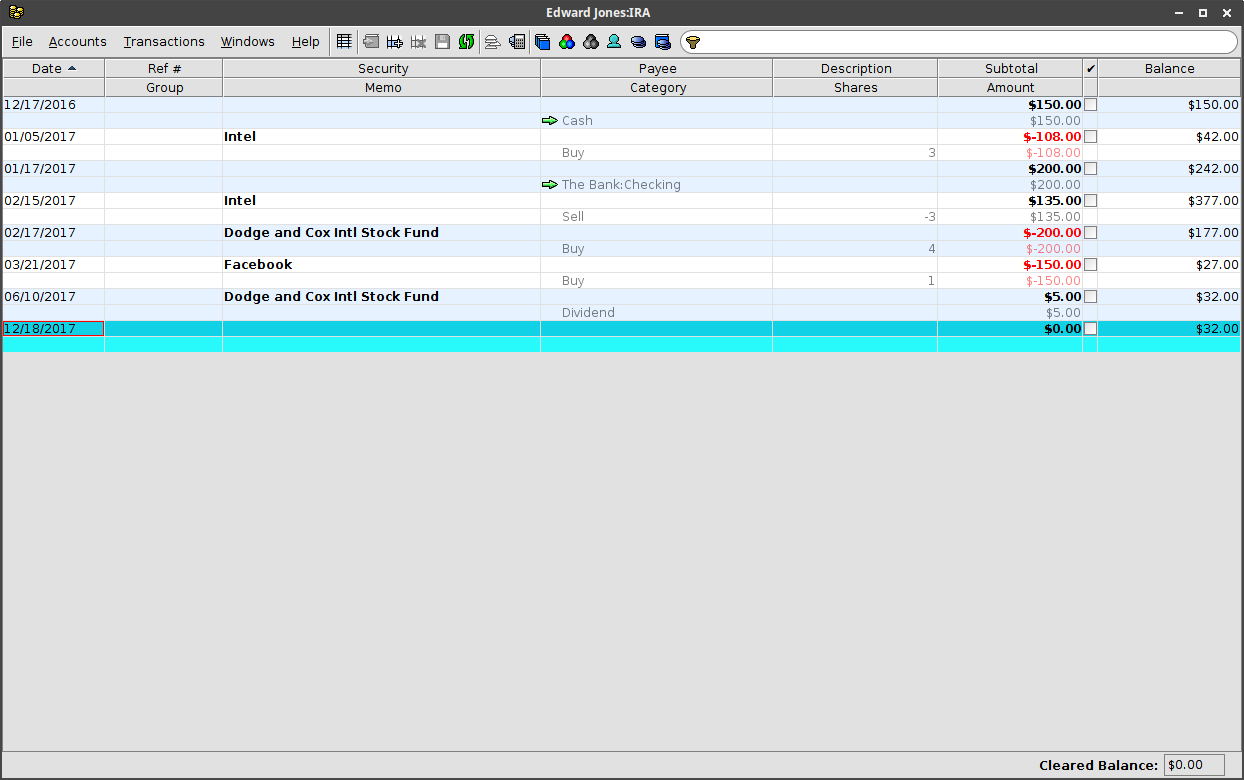 Edward Jones:IRA
File Accounts Transactions Windows Help
Date Ref # Security Payee Description Subtotal ✔ Balance
Group Memo Category Shares Amount
12/17/2016 $150.00 $150.00
Cash $150.00
01/05/2017 Intel $-108.00 $42.00
Buy 3 $-108.00
01/17/2017 $200.00 $242.00
The Bank:Checking $200.00
02/15/2017 Intel $135.00 $377.00
Sell -3 $135.00
02/17/2017 Dodge and Cox Intl Stock Fund $-200.00 $177.00
Buy 4 $-200.00
03/21/2017 Facebook $-150.00 $27.00
Buy 1 $-150.00
06/10/2017 Dodge and Cox Intl Stock Fund $5.00 $32.00
Dividend $5.00
12/18/2017 $0.00 $32.00
Cleared Balance: $0.00